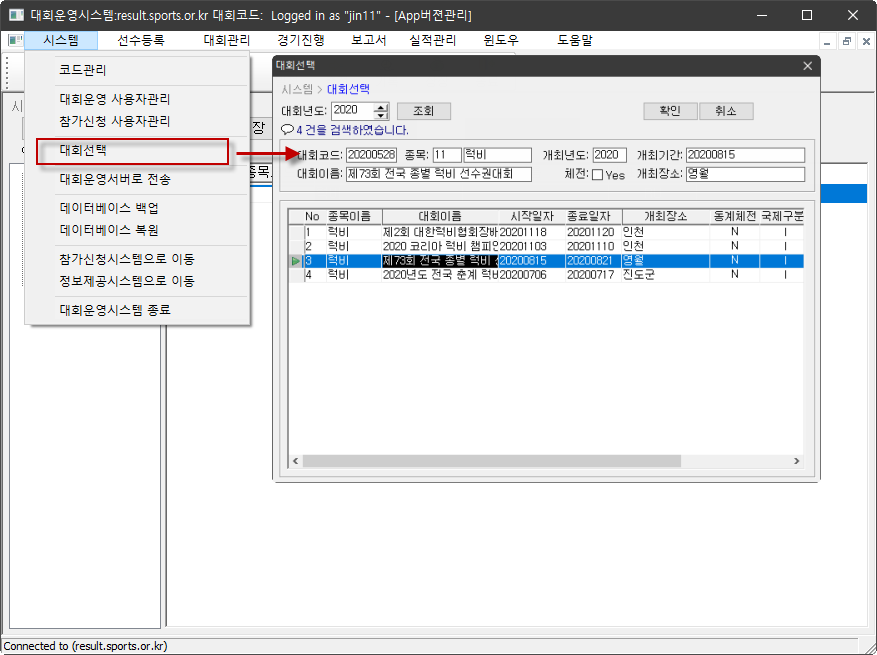 대회운영시스템:result.sports.or.kr 대회코드: Logged in as "jin11" - [App버젼관리]
시스템 선수등록 대회관리 경기진행 보고서 실적관리 윈도우 도움말
코드관리
대회운영 사용자관리
참가신청 사용자관리
대회선택
대회운영서버로 전송
데이터베이스 백업
데이터베이스 복원
참가신청시스템으로 이동
정보제공시스템으로 이동
대회운영시스템 종료
시
장
종목.
대회선택
시스템 > 대회선택
대회년도: 2020 조회 확인 취소
4 건을 검색하였습니다.
대회코드: 20200528 종목: 11 럭비 개최년도: 2020 개최기간: 20200815
대회이름: 제73회 전국 종별 럭비 선수권대회 체전: Yes 개최장소: 영월
No 종목이름 대회이름 시작일자 종료일자 개최장소 동계체전 국제구분
1 럭비 제2회 대한럭비협회장배 20201118 20201120 인천 N I
2 럭비 2020 코리아 럭비 챔피언 20201103 20201110 인천 N I
3 럭비 제73회 전국 종별 럭비 20200815 20200821 영월 N I
4 럭비 2020년도 전국 춘계 럭비 20200706 20200717 진도군 N I
Connected to (result.sports.or.kr)